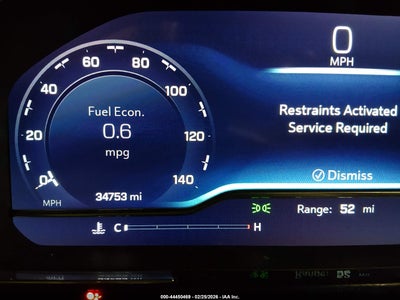 0
MPH
60 80
40 100
20 120
0 140
Fuel Econ.
0.6
mpg
MPH
34753 mi
Restraints Activated
Service Required
Dismiss
Range: 52 mi
C H
000-44450469 - 02/25/2026 - IAA Inc.